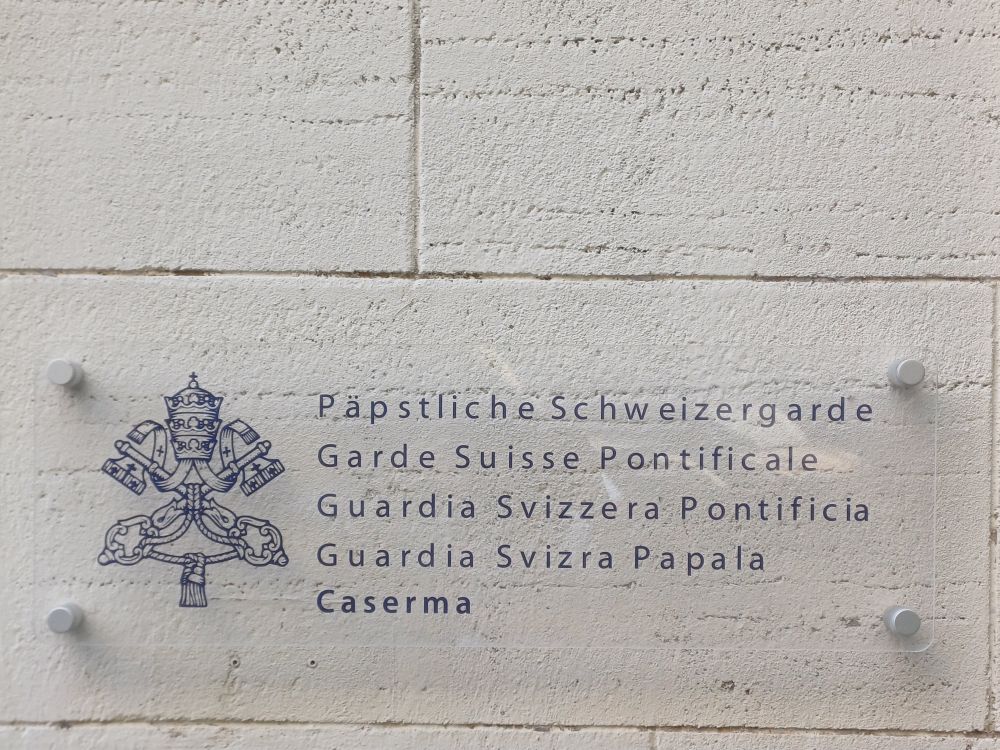 Päpstliche Schweizergarde
Garde Suisse Pontificale
Guardia Svizzera Pontificia
Guardia Svizra Papala
Caserma